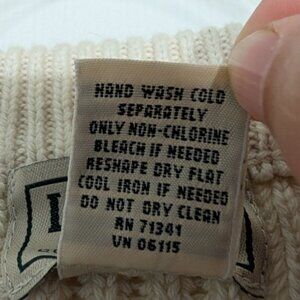 HAND WASH COLD
SEPARATELY
ONLY NON-CHLORINE
BLEACH IF NEEDED
RESHAPE DRY FLAT
COOL IRON IF NEEDED
DO NOT DRY CLEAN
RN 71341
VN 06115